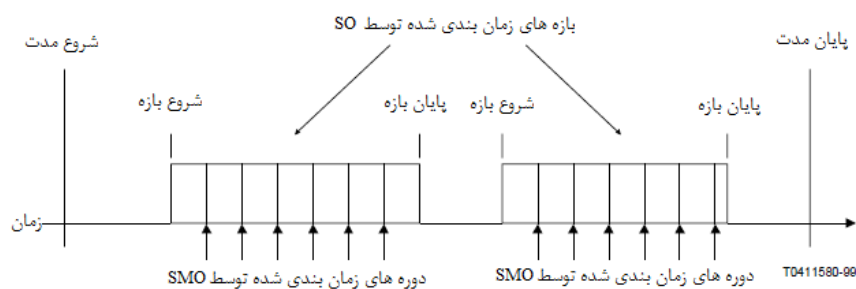 بازه های زمان بندی شده توسط SO
شروع مدت
پایان مدت
شروع بازه
پایان بازه
شروع بازه
پایان بازه
زمان
دوره های زمان بندی شده توسط SMO
دوره های زمان بندی شده توسط SMO
T0411580-99